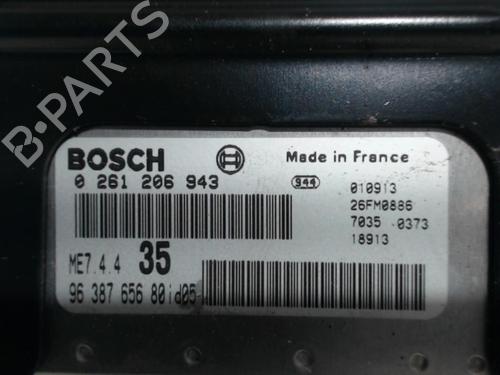 B-PARTS
BOSCH
Made in France
0 261 206 943
944
010913
26FM0886
7035 0373
18913
ME7.4.4 35
96 387 656 80id05